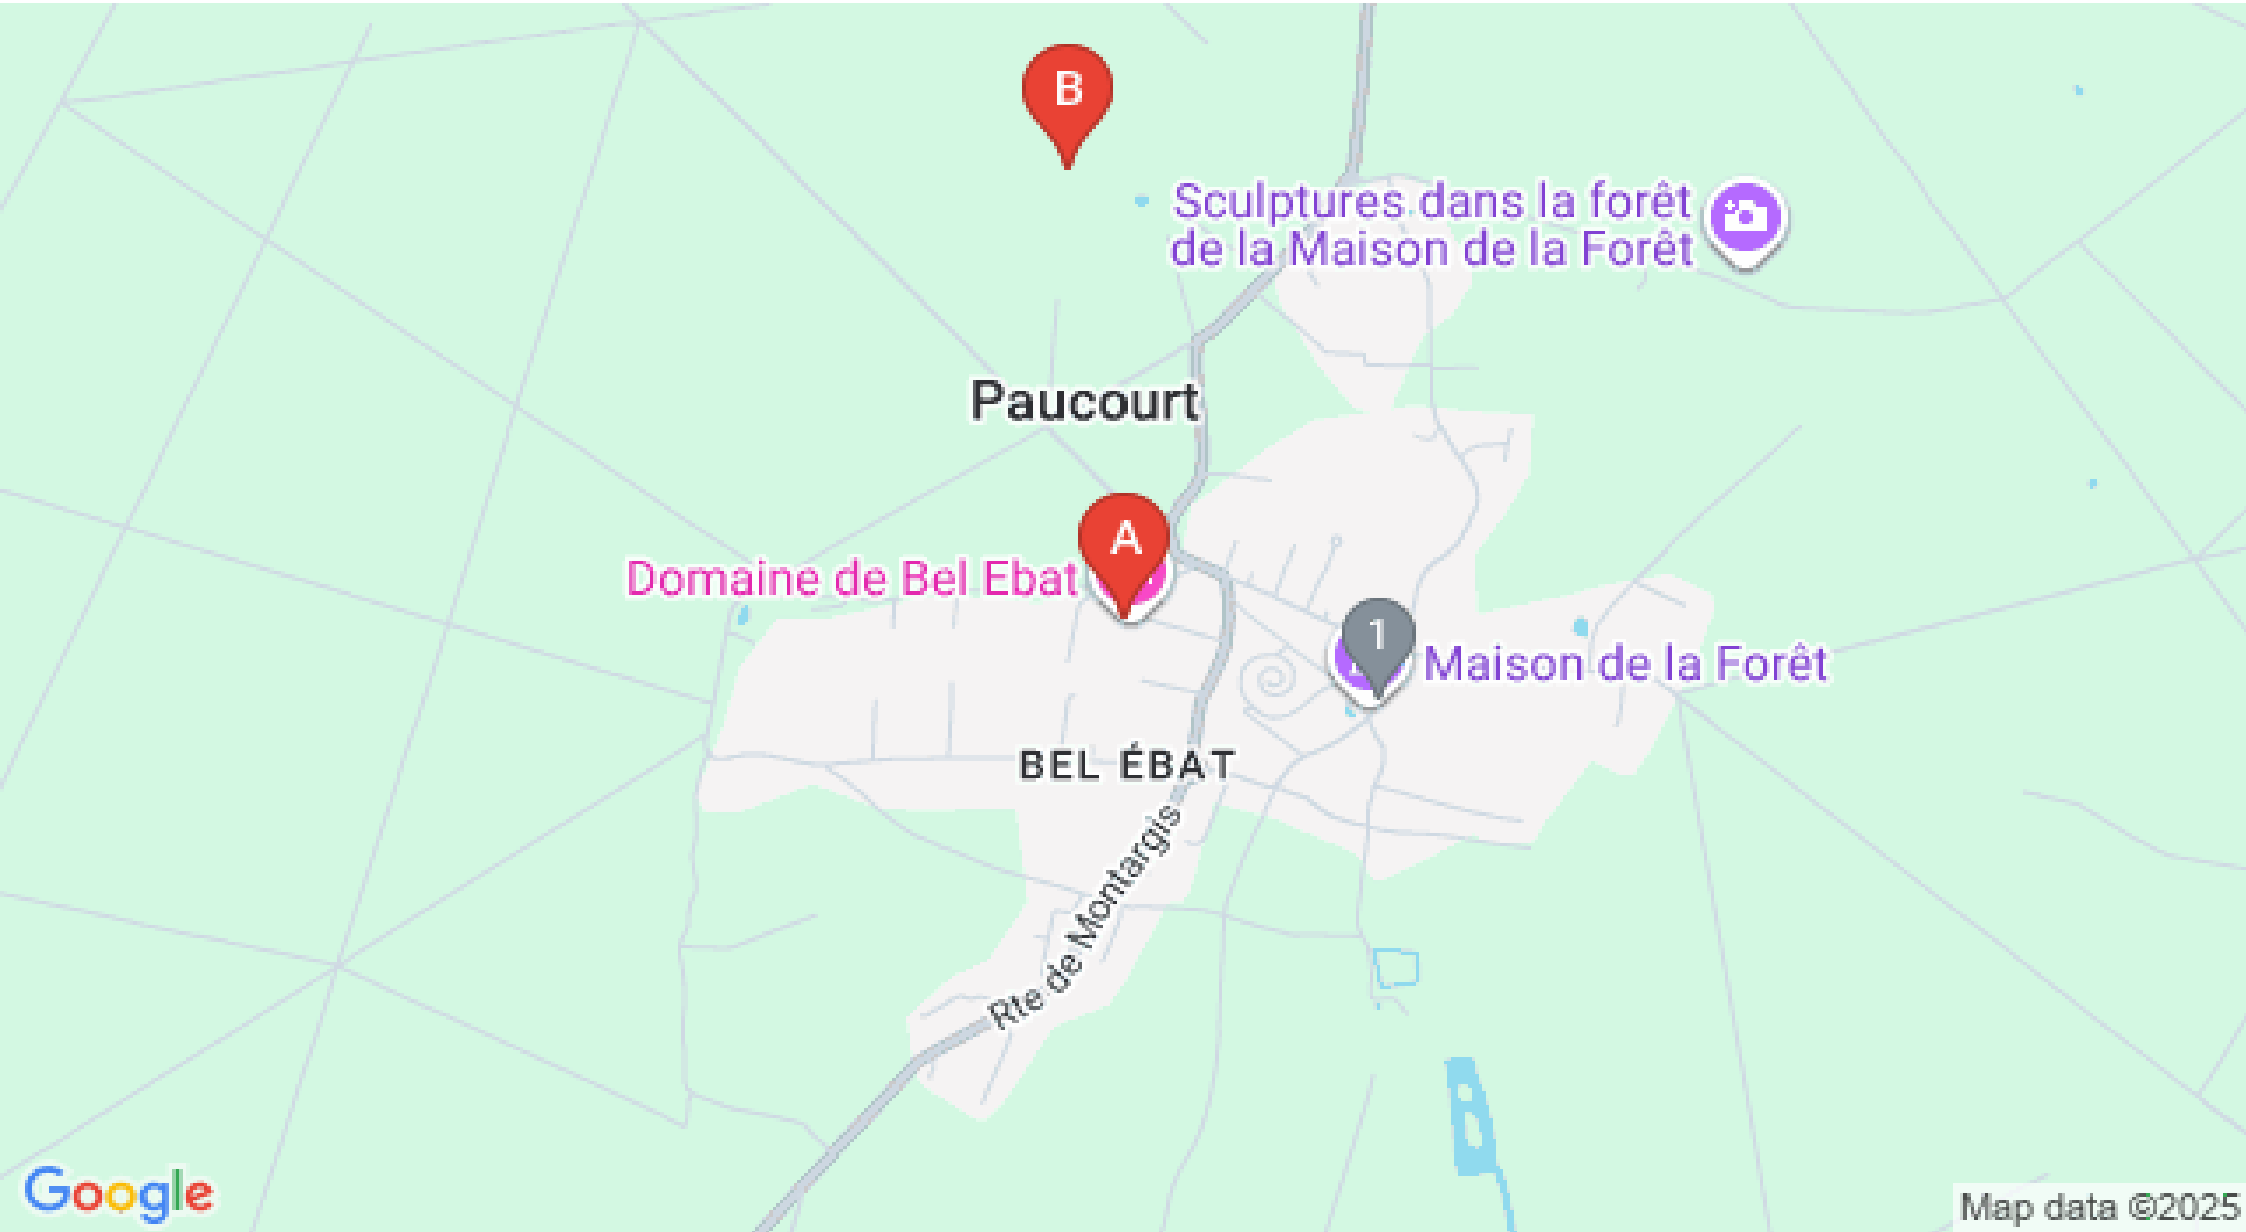 B
Sculptures dans la forêt
de la Maison de la Forêt
Paucourt
A
Domaine de Bel Ebat
1
Maison de la Forêt
BEL ÉBAT
Rte de Montargis
Google
Map data ©2025